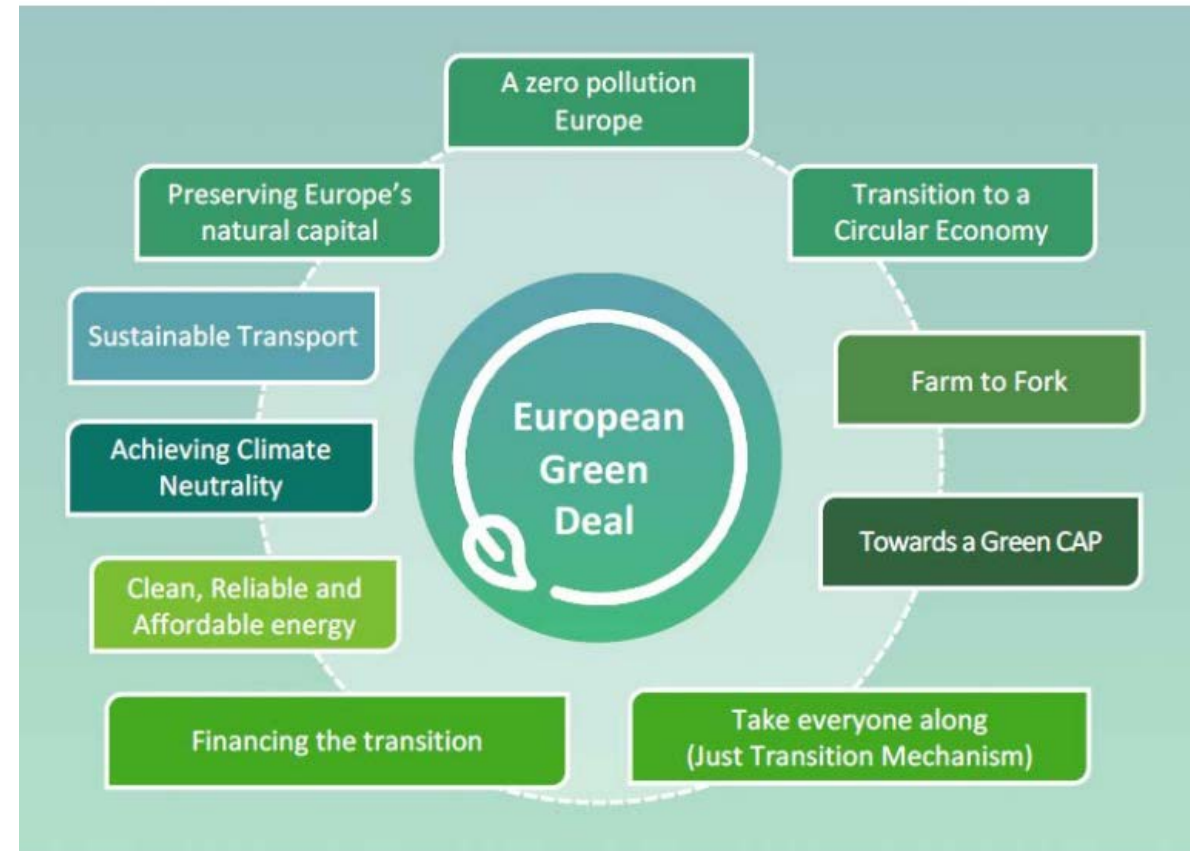 A zero pollution
Europe
Preserving Europe's
natural capital
Transition to a
Circular Economy
Sustainable Transport
Farm to Fork
European
Green
Deal
Achieving Climate
Neutrality
Towards a Green CAP
Clean, Reliable and
Affordable energy
Financing the transition
Take everyone along
(Just Transition Mechanism)